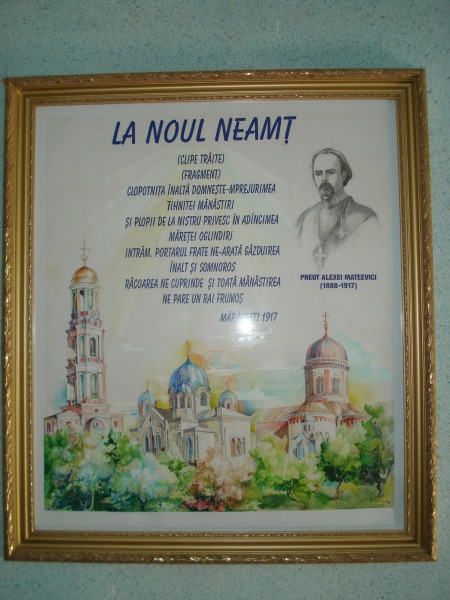 LA NOUL NEAMȚ
(CLIPE TRĂITE)
(FRAGMENT)
CLOPOTNIȚA ÎNALTĂ DOMNEȘTE-MPREJURIMEA
TIHNITEI MĂNĂSTIRI
ȘI PLOPII DE LA NISTRU PRIVESC ÎN ADÎNCIMEA
MĂREȚEI OGLINDIRI
INTRĂM. PORTARUL FRATE NE-ARATĂ GĂZDUIREA
ÎNALT ȘI SOMNOROS
RĂCOAREA NE CUPRINDE ȘI TOATĂ MĂNĂSTIREA
NE PARE UN RAI FRUMOS
MĂRĂȘEȘTI 1917
PREOT ALEXEI MATEEVICI
(1888-1917)